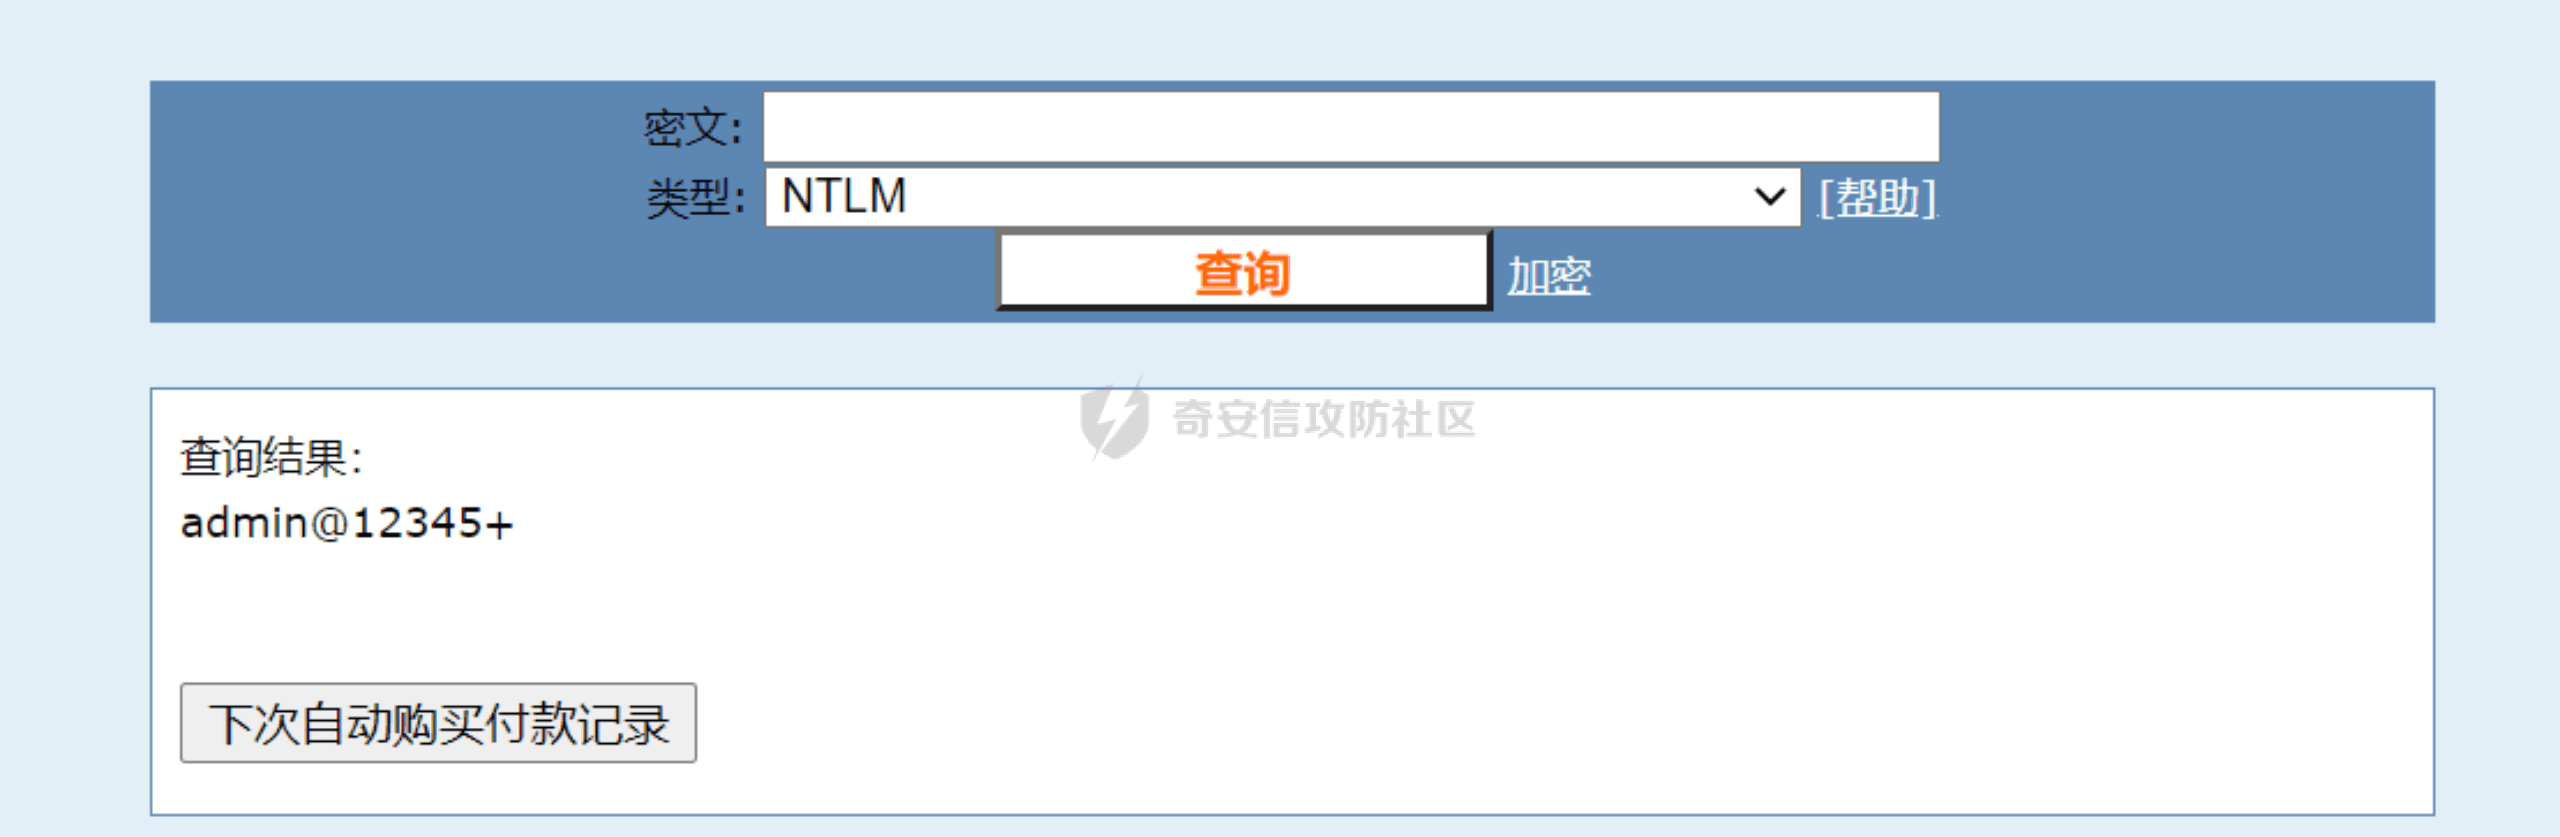 密文:
类型: NTLM [帮助]
查询 加密
奇安信攻防社区
查询结果:
admin@12345+
下次自动购买付款记录